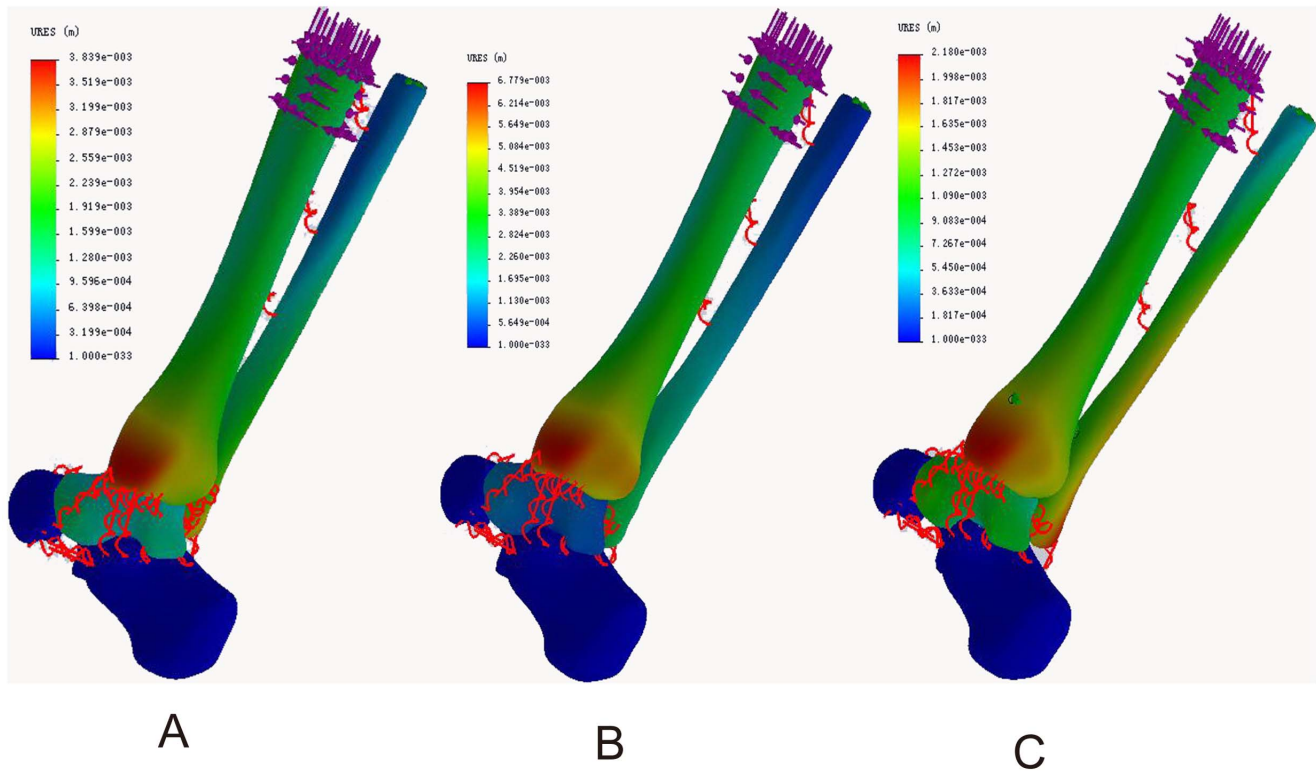 URES (m)
3.839e-003
3.519e-003
3.199e-003
2.879e-003
2.559e-003
2.239e-003
1.919e-003
1.599e-003
1.280e-003
9.596e-004
6.398e-004
3.199e-004
1.000e-033
URES (m)
6.779e-003
6.214e-003
5.649e-003
5.084e-003
4.519e-003
3.954e-003
3.389e-003
2.824e-003
2.260e-003
1.695e-003
1.130e-003
5.649e-004
1.000e-033
URES (m)
2.180e-003
1.998e-003
1.817e-003
1.635e-003
1.453e-003
1.272e-003
1.090e-003
9.083e-004
7.267e-004
5.450e-004
3.633e-004
1.817e-004
1.000e-033
A
B
C